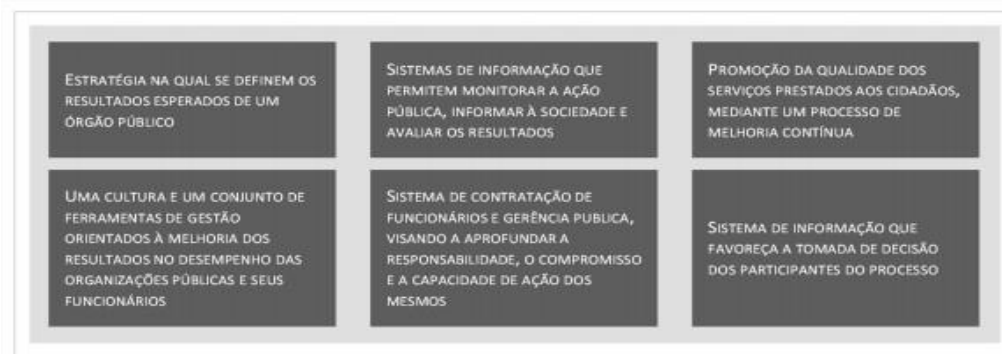 ESTRATÉGIA NA QUAL SE DEFINEM OS
RESULTADOS ESPERADOS DE UM
ÓRGÃO PÚBLICO
SISTEMAS DE INFORMAÇÃO QUE
PERMITEM MONITORAR A AÇÃO
PÚBLICA, INFORMAR À SOCIEDADE E
AVALIAR OS RESULTADOS
PROMOÇÃO DA QUALIDADE DOS
SERVIÇOS PRESTADOS AOS CIDADÃOS,
MEDIANTE UM PROCESSO DE
MELHORIA CONTÍNUA
UMA CULTURA E UM CONJUNTO DE
FERRAMENTAS DE GESTÃO
ORIENTADOS À MELHORIA DOS
RESULTADOS NO DESEMPENHO DAS
ORGANIZAÇÕES PÚBLICAS E SEUS
FUNCIONÁRIOS
SISTEMA DE CONTRATAÇÃO DE
FUNCIONÁRIOS E GERÊNCIA PUBLICA,
VISANDO A APROFUNDAR A
RESPONSABILIDADE, O COMPROMISSO
E A CAPACIDADE DE AÇÃO DOS
MESMOS
SISTEMA DE INFORMAÇÃO QUE
FAVOREÇA A TOMADA DE DECISÃO
DOS PARTICIPANTES DO PROCESSO